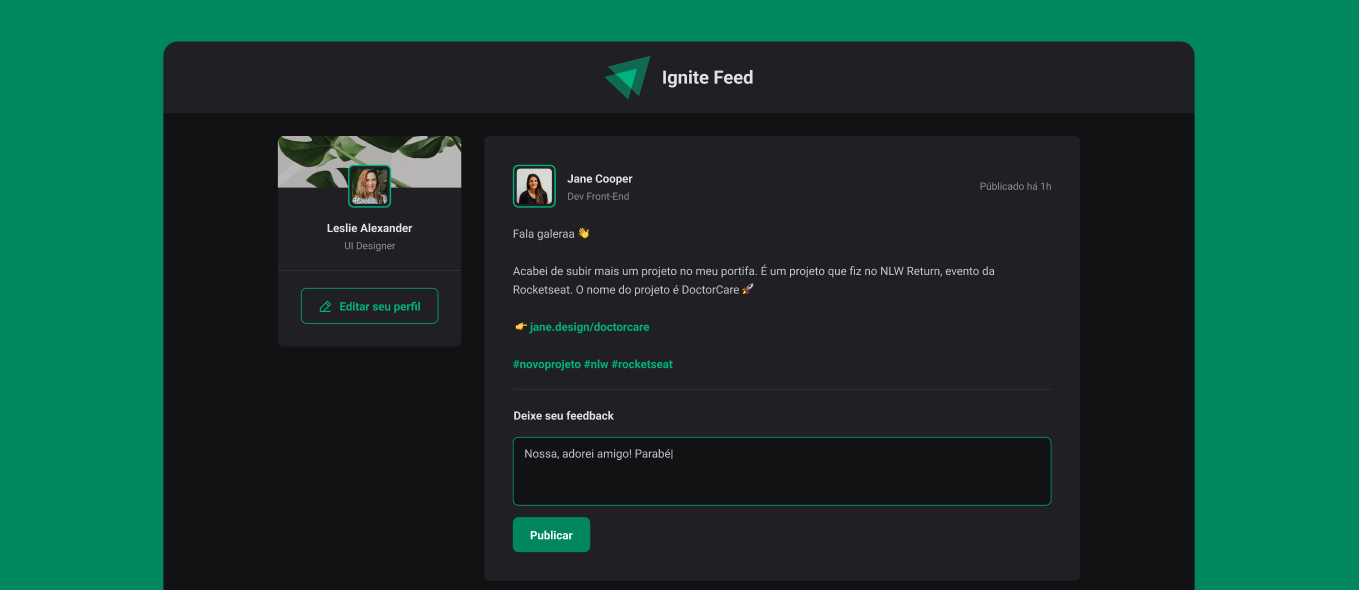 Ignite Feed
Leslie Alexander
UI Designer
Editar seu perfil
Jane Cooper
Dev Front-End
Públicado há 1h
Fala galeraa 👋
Acabei de subir mais um projeto no meu portifa. É um projeto que fiz no NLW Return, evento da
Rocketseat. O nome do projeto é DoctorCare 🚀
👉 jane.design/doctorcare
#novoprojeto #nlw #rocketseat
Deixe seu feedback
Nossa, adorei amigo! Parabé|
Publicar